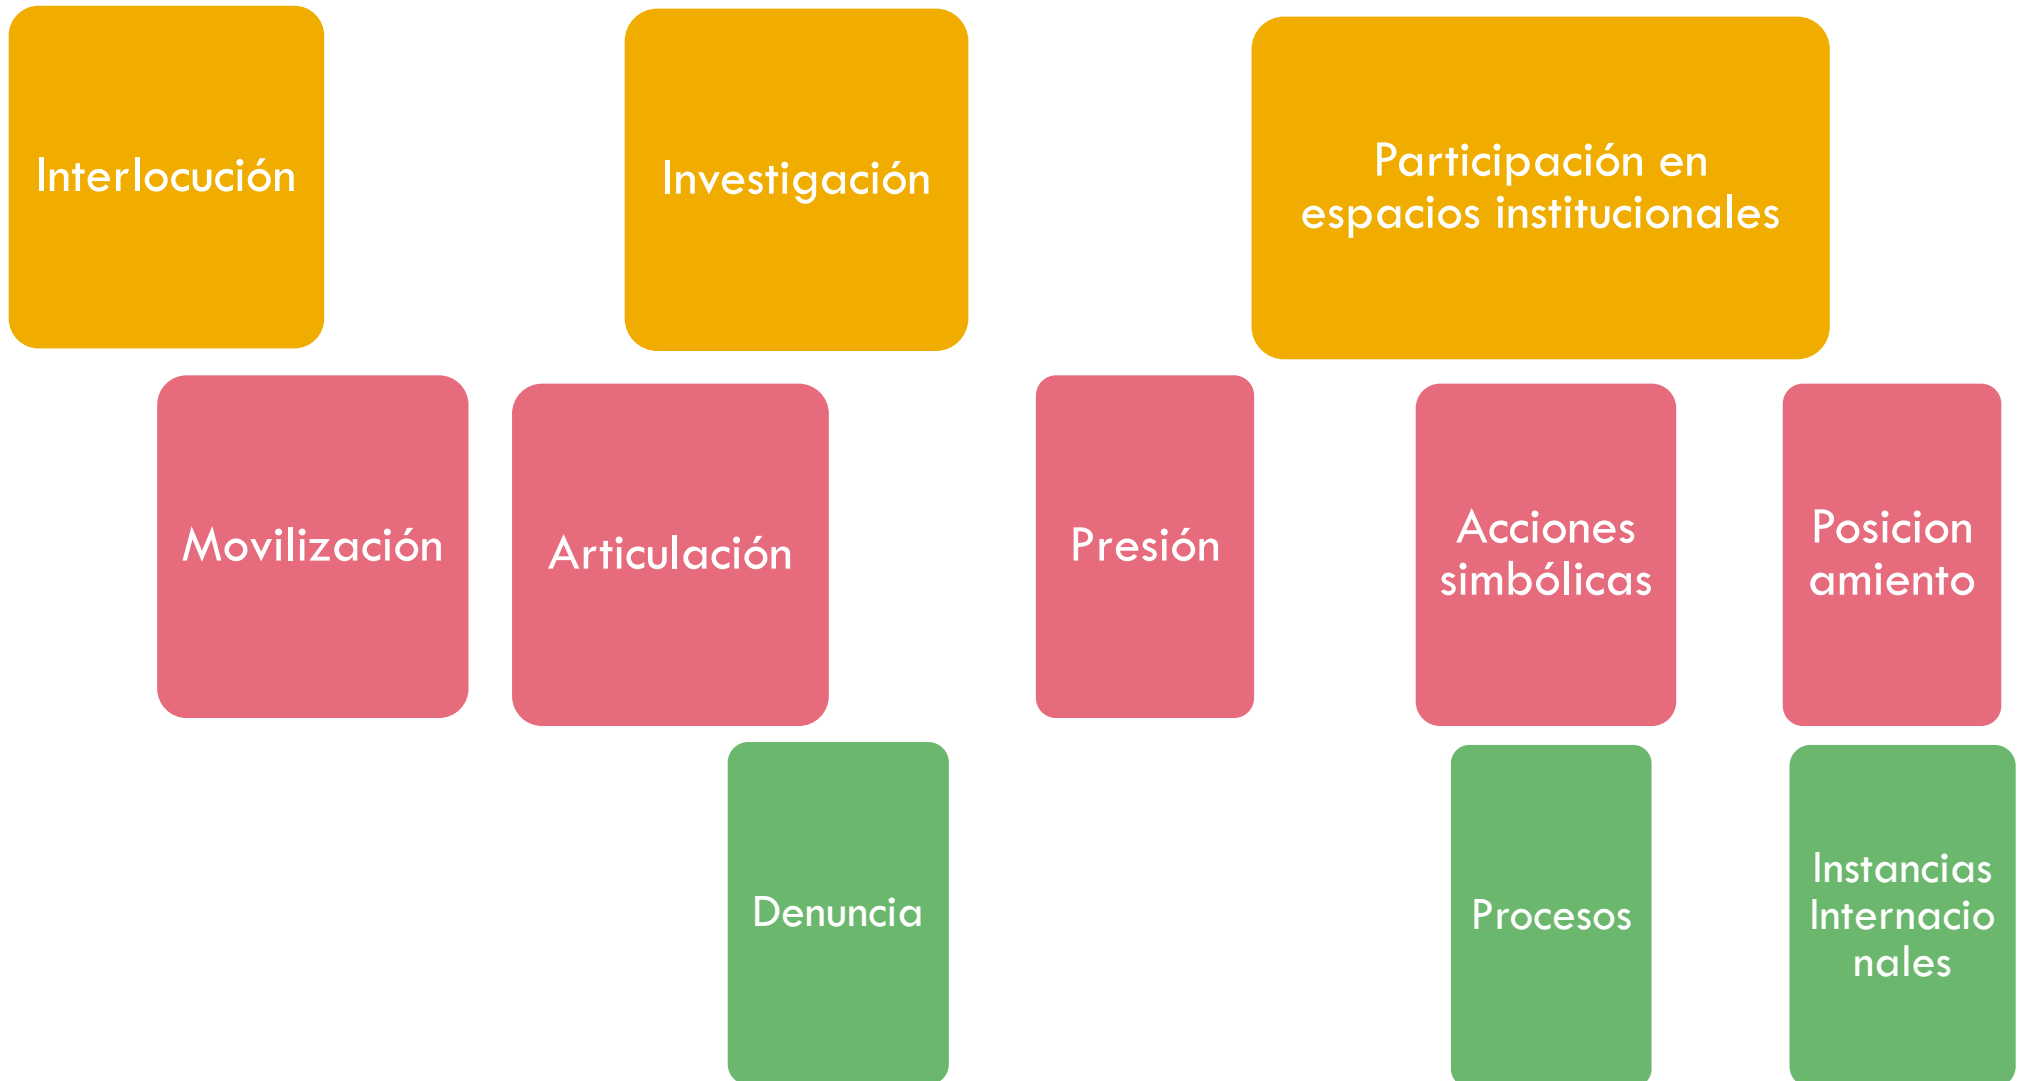 Interlocución
Investigación
Participación en
espacios institucionales
Movilización
Articulación
Presión
Acciones
simbólicas
Posicion
amiento
Denuncia
Procesos
Instancias
Internacio
nales